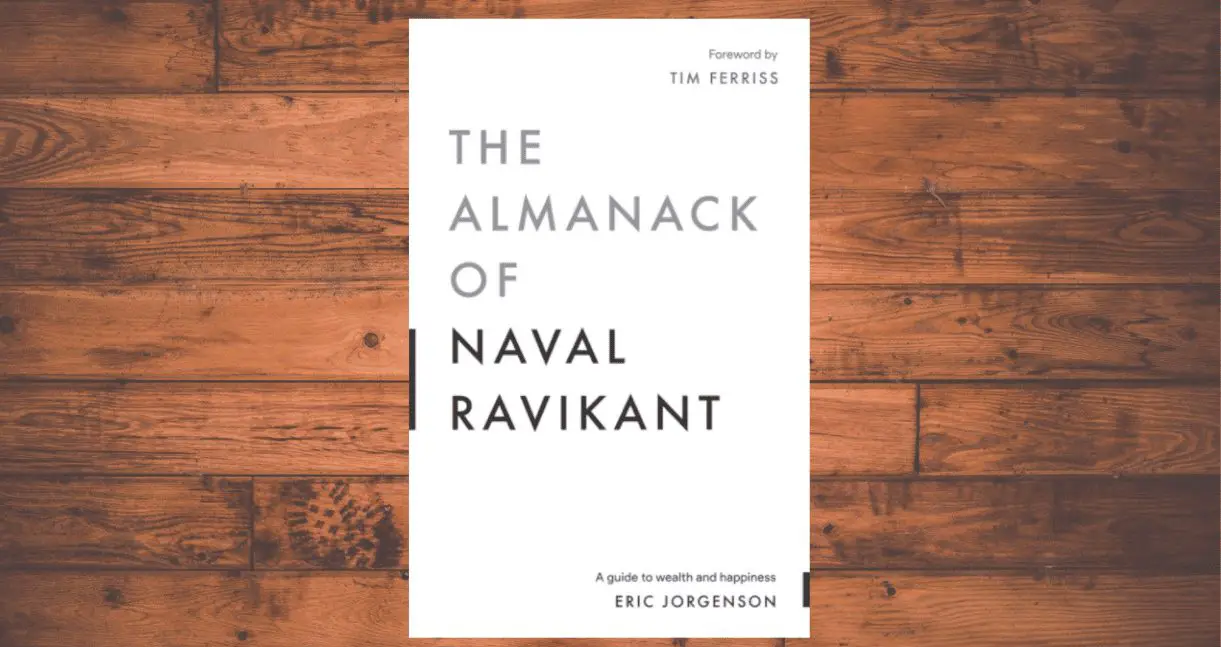 Foreword by
TIM FERRISS
THE
ALMANACK
OF
NAVAL
RAVIKANT
A guide to wealth and happiness
ERIC JORGENSON